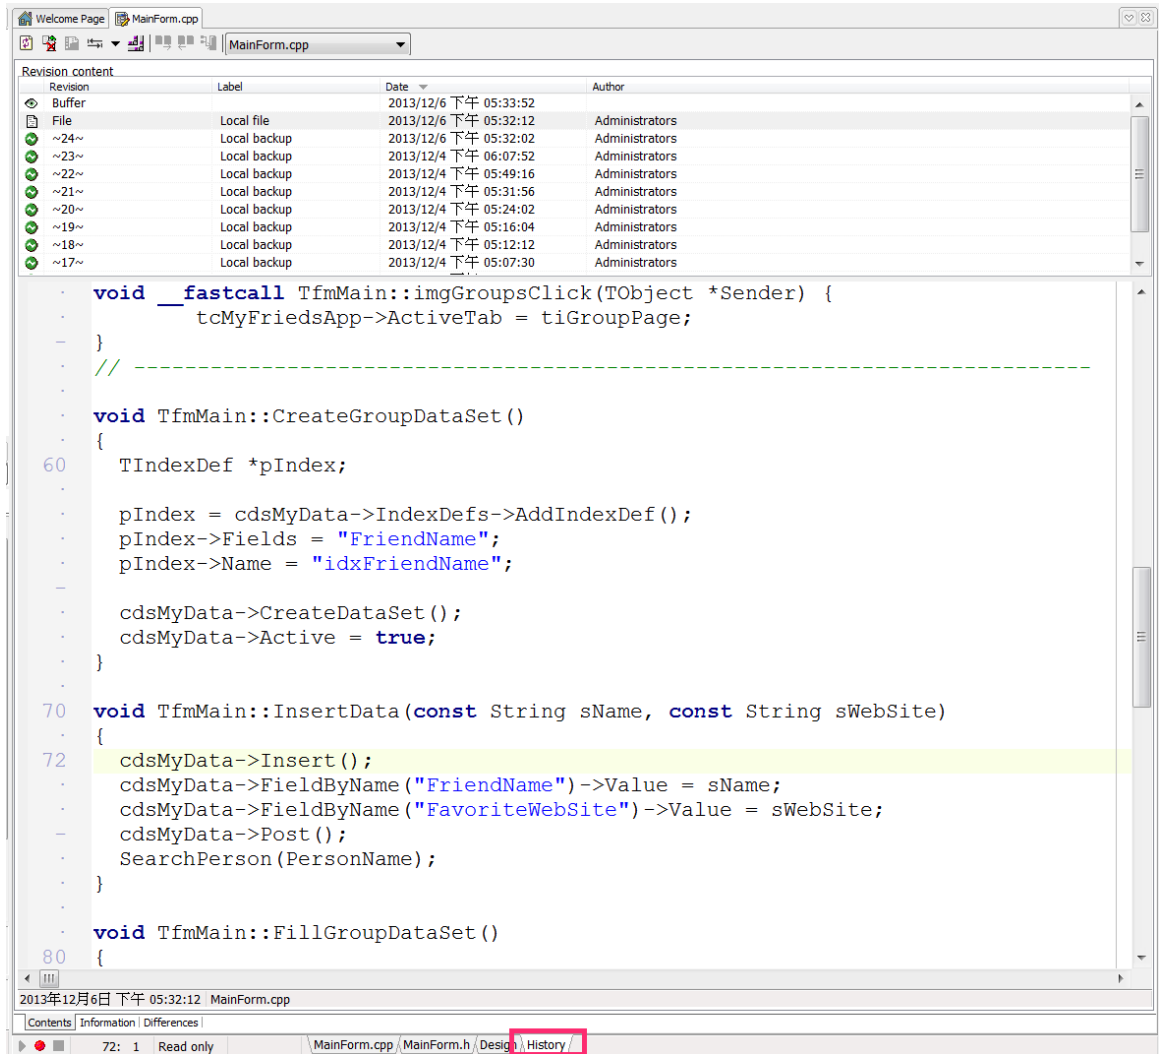 Welcome Page MainForm.cpp
MainForm.cpp
Revision content
Revision Label Date Author
Buffer 2013/12/6 下午 05:33:52
File Local file 2013/12/6 下午 05:32:12 Administrators
~24~ Local backup 2013/12/6 下午 05:32:02 Administrators
~23~ Local backup 2013/12/4 下午 06:07:52 Administrators
~22~ Local backup 2013/12/4 下午 05:49:16 Administrators
~21~ Local backup 2013/12/4 下午 05:31:56 Administrators
~20~ Local backup 2013/12/4 下午 05:24:02 Administrators
~19~ Local backup 2013/12/4 下午 05:16:04 Administrators
~18~ Local backup 2013/12/4 下午 05:12:12 Administrators
~17~ Local backup 2013/12/4 下午 05:07:30 Administrators
void __fastcall TfmMain::imgGroupsClick(TObject *Sender) {
tcMyFriedsApp->ActiveTab = tiGroupPage;
}
// ---------------------------------------------------------------------------
void TfmMain::CreateGroupDataSet()
{
60 TIndexDef *pIndex;
pIndex = cdsMyData->IndexDefs->AddIndexDef();
pIndex->Fields = "FriendName";
pIndex->Name = "idxFriendName";
cdsMyData->CreateDataSet();
cdsMyData->Active = true;
}
70 void TfmMain::InsertData(const String sName, const String sWebSite)
{
72 cdsMyData->Insert();
cdsMyData->FieldByName("FriendName")->Value = sName;
cdsMyData->FieldByName("FavoriteWebSite")->Value = sWebSite;
cdsMyData->Post();
SearchPerson(PersonName);
}
void TfmMain::FillGroupDataSet()
80 {
2013年12月6日 下午 05:32:12 MainForm.cpp
Contents Information Differences
72: 1 Read only MainForm.cpp MainForm.h Design History